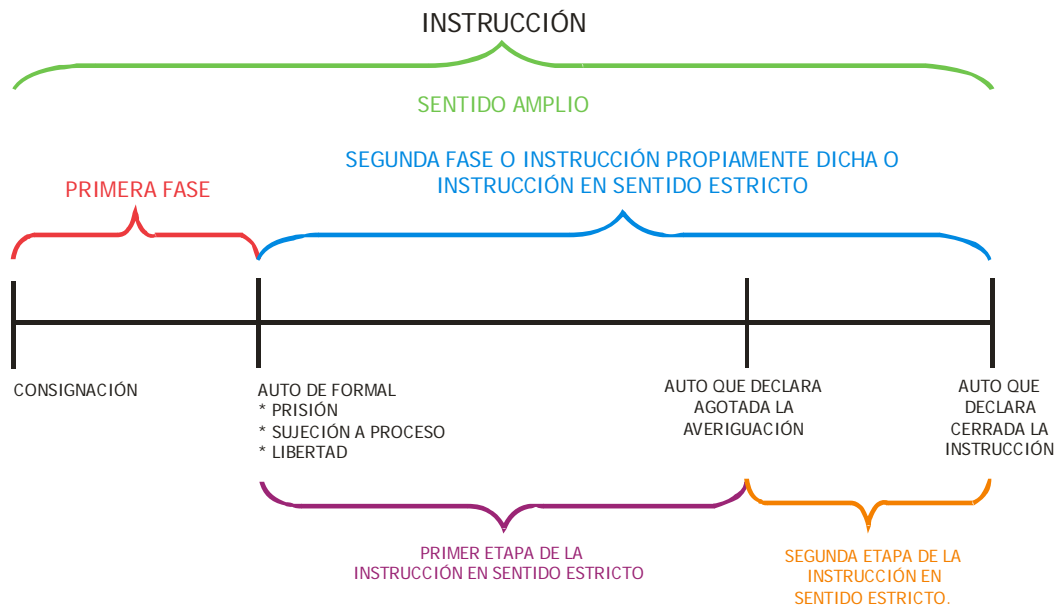 INSTRUCCIÓN
SENTIDO AMPLIO
SEGUNDA FASE O INSTRUCCIÓN PROPIAMENTE DICHA O
INSTRUCCIÓN EN SENTIDO ESTRICTO
PRIMERA FASE
CONSIGNACIÓN
AUTO DE FORMAL
* PRISIÓN
* SUJECIÓN A PROCESO
* LIBERTAD
AUTO QUE DECLARA
AGOTADA LA
AVERIGUACIÓN
AUTO QUE
DECLARA
CERRADA LA
INSTRUCCIÓN
PRIMER ETAPA DE LA
INSTRUCCIÓN EN SENTIDO ESTRICTO
SEGUNDA ETAPA DE LA
INSTRUCCIÓN EN
SENTIDO ESTRICTO.